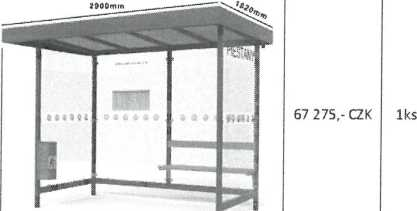 2900mm
1820mm
PIEŠŤANY
67 275,- CZK
1ks